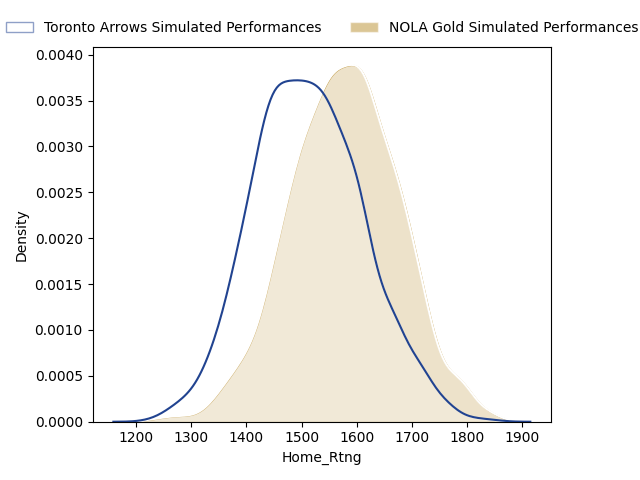 Toronto Arrows Simulated Performances NOLA Gold Simulated Performances
0.0040
0.0035
0.0030
0.0025
0.0020
0.0015
0.0010
0.0005
0.0000
Density
1200 1300 1400 1500 1600 1700 1800 1900
Home_Rtng